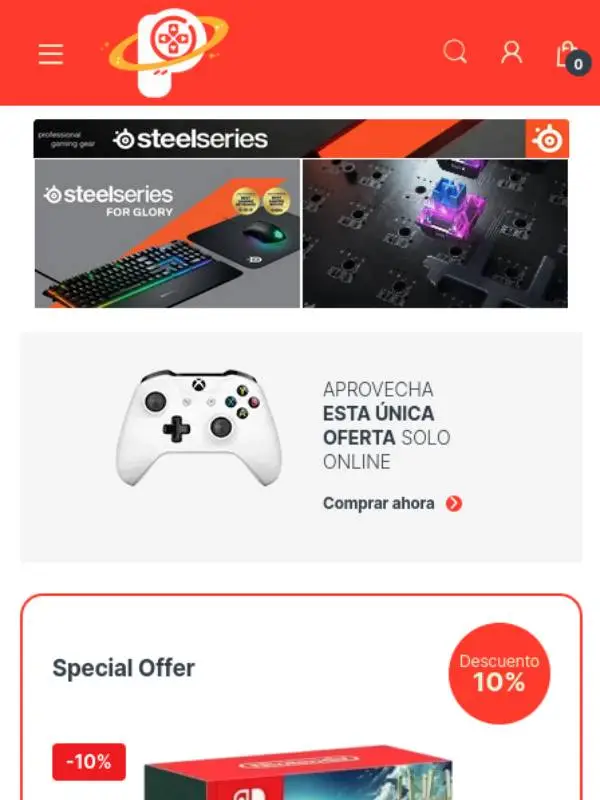 0
professional
gaming gear
steelseries
steelseries
FOR GLORY
APROVECHA
ESTA ÚNICA
OFERTA SOLO
ONLINE
Comprar ahora
Special Offer
Descuento
10%
-10%